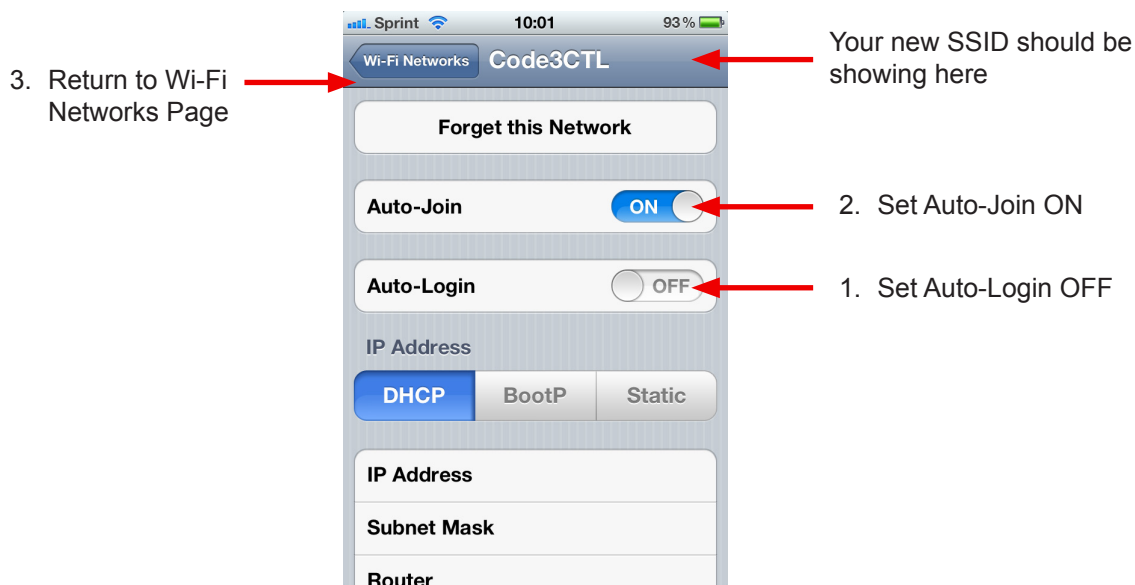 Sprint 10:01 93%
Wi-Fi Networks Code3CTL
Your new SSID should be
showing here
3. Return to Wi-Fi
Networks Page
Forget this Network
Auto-Join ON
2. Set Auto-Join ON
Auto-Login OFF
1. Set Auto-Login OFF
IP Address
DHCP BootP Static
IP Address
Subnet Mask
Router